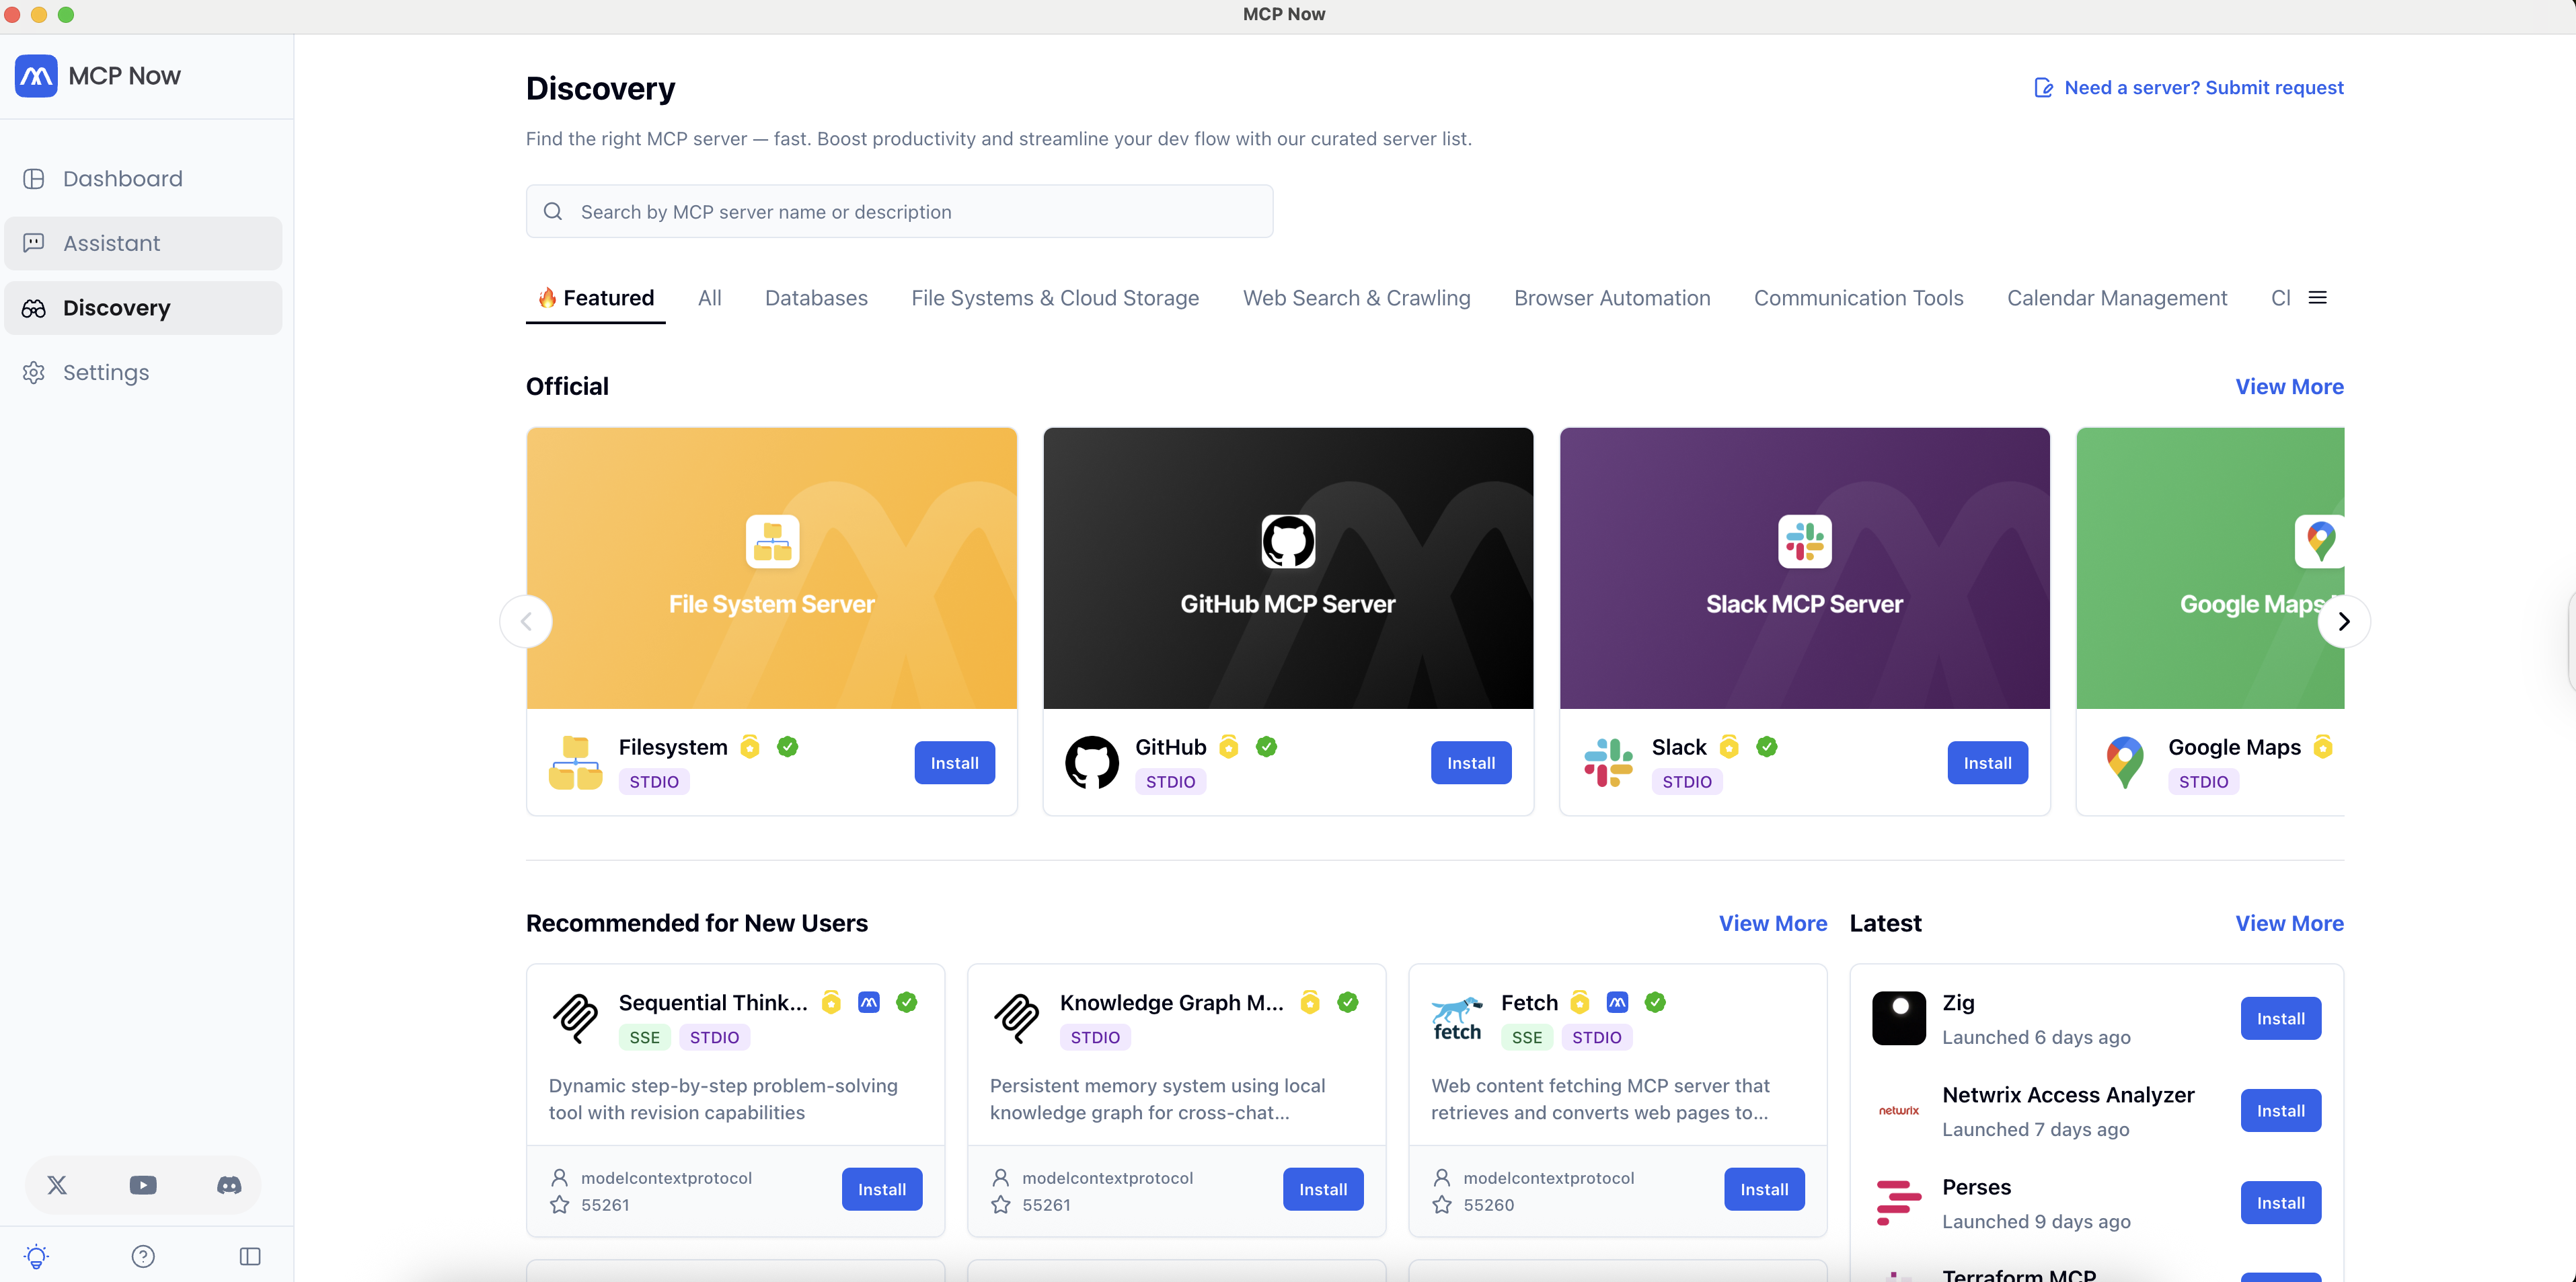 MCP Now
MCP Now
Dashboard
Assistant
Discovery
Settings
Discovery
Need a server? Submit request
Find the right MCP server — fast. Boost productivity and streamline your dev flow with our curated server list.
Search by MCP server name or description
🔥 Featured
All
Databases
File Systems & Cloud Storage
Web Search & Crawling
Browser Automation
Communication Tools
Calendar Management
Cl
Official
View More
File System Server
GitHub MCP Server
Slack MCP Server
Google Maps
Filesystem
STDIO
Install
GitHub
STDIO
Install
Slack
STDIO
Install
Google Maps
STDIO
Recommended for New Users
View More
Sequential Think...
SSE STDIO
Dynamic step-by-step problem-solving
tool with revision capabilities
modelcontextprotocol
55261
Install
Knowledge Graph M...
STDIO
Persistent memory system using local
knowledge graph for cross-chat...
modelcontextprotocol
55261
Install
fetch
Fetch
SSE STDIO
Web content fetching MCP server that
retrieves and converts web pages to...
modelcontextprotocol
55260
Install
Latest
View More
Zig
Launched 6 days ago
Install
netwrix
Netwrix Access Analyzer
Launched 7 days ago
Install
Perses
Launched 9 days ago
Install
Terraform MCP